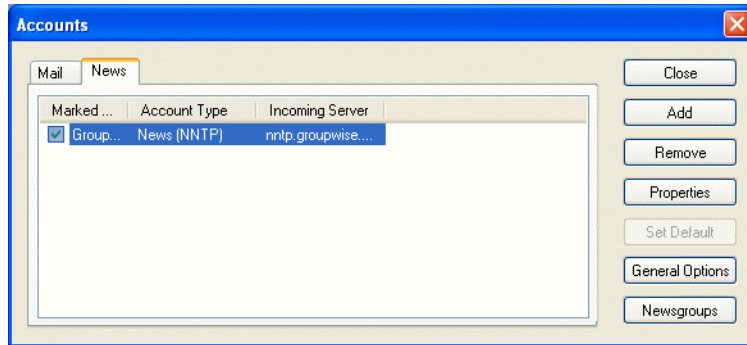 Accounts
Mail News
Marked ... Account Type Incoming Server
Group... News (NNTP) nntp.groupwise....
Close
Add
Remove
Properties
Set Default
General Options
Newsgroups